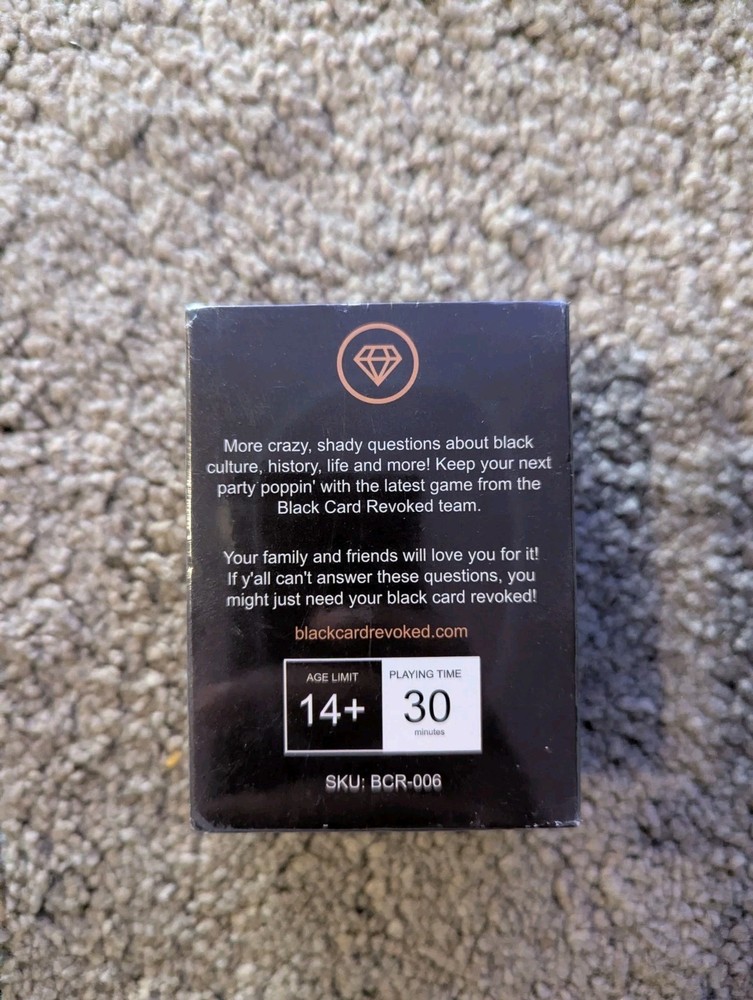 More crazy, shady questions about black
culture, history, life and more! Keep your next
party poppin' with the latest game from the
Black Card Revoked team.
Your family and friends will love you for it!
If y'all can't answer these questions, you
might just need your black card revoked!
blackcardrevoked.com
AGE LIMIT
14+
PLAYING TIME
30
minutes
SKU: BCR-006